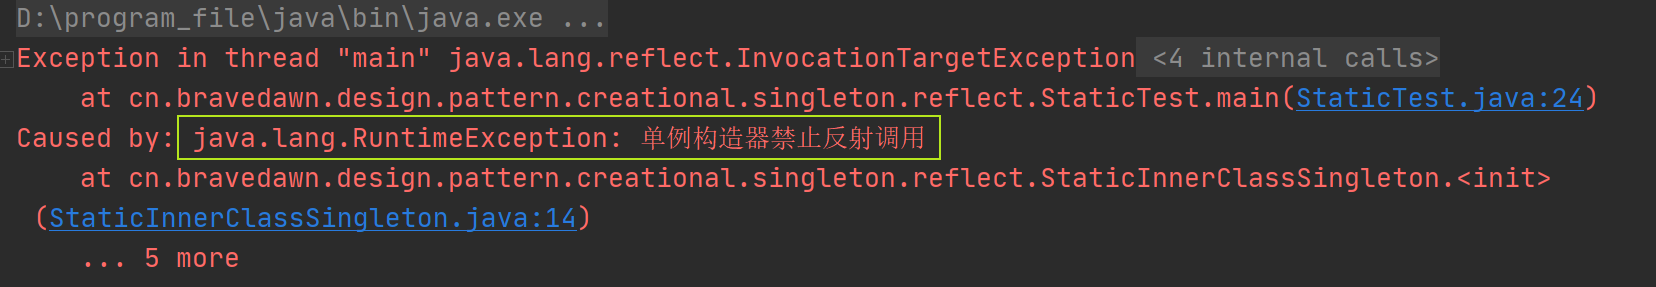 D:\program_file\java\bin\java.exe ...
Exception in thread "main" java.lang.reflect.InvocationTargetException <4 internal calls>
at cn.bravedawn.design.pattern.creational.singleton.reflect.StaticTest.main(StaticTest.java:24)
Caused by: java.lang.RuntimeException: 单例构造器禁止反射调用
at cn.bravedawn.design.pattern.creational.singleton.reflect.StaticInnerClassSingleton.<init>
(StaticInnerClassSingleton.java:14)
... 5 more